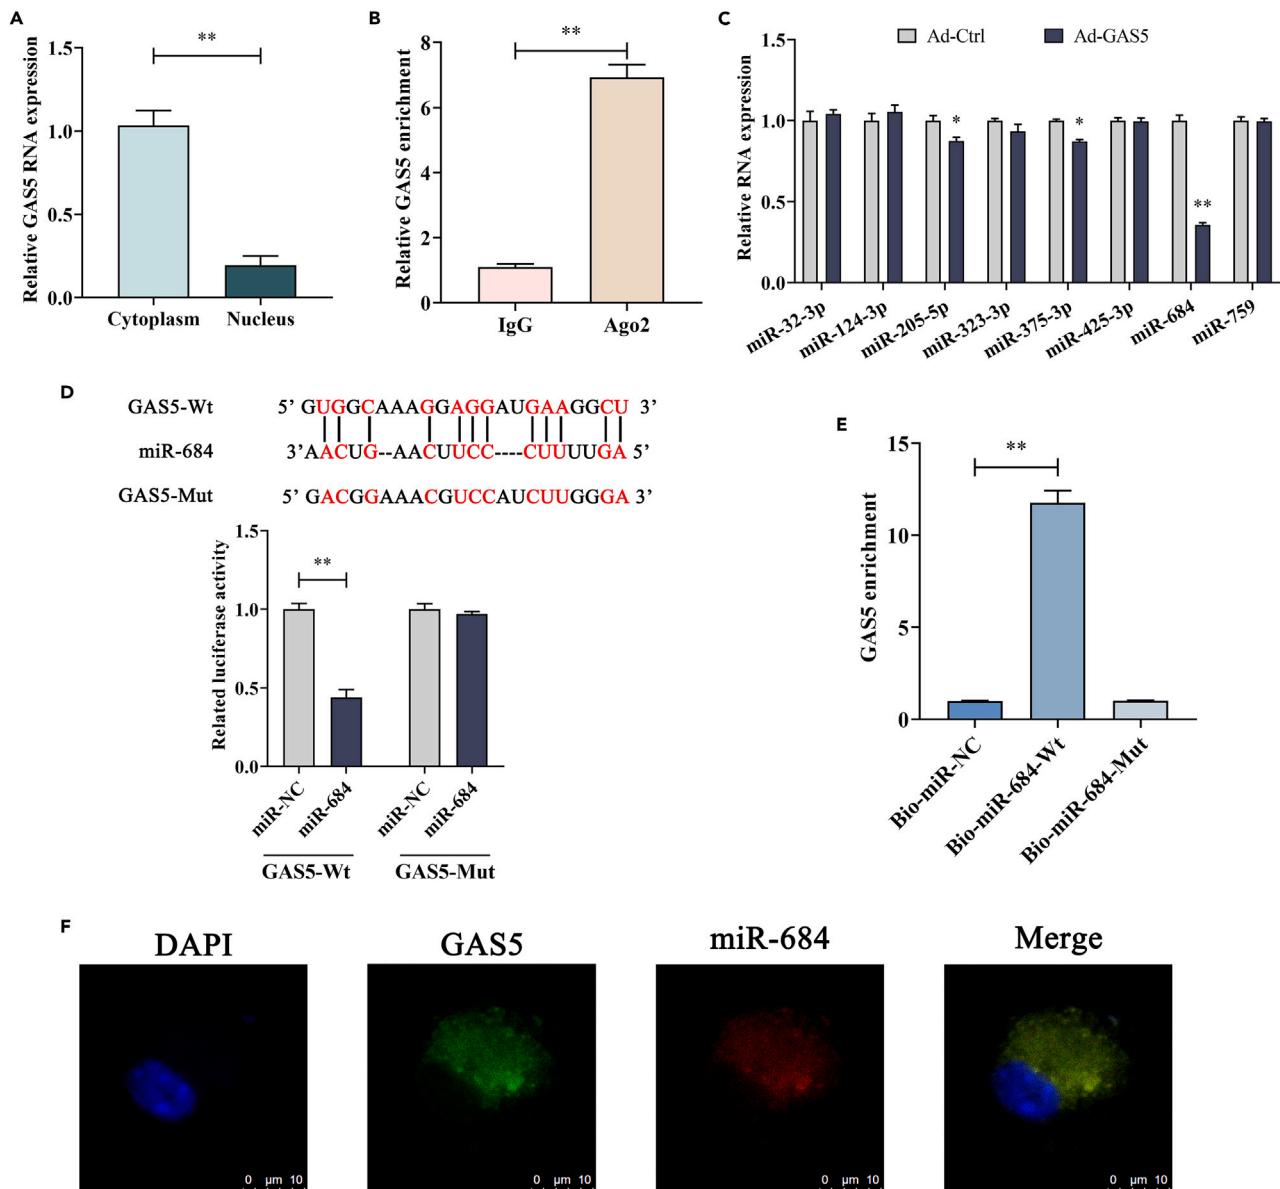 A
Relative GAS5 RNA expression
1.5
1.0
0.5
0.0
**
Cytoplasm Nucleus
B
Relative GAS5 enrichment
8
6
4
2
0
**
IgG Ago2
C
Ad-Ctrl Ad-GAS5
Relative RNA expression
1.5
1.0
0.5
0.0
* * **
miR-32-3p
miR-124-3p
miR-205-5p
miR-323-3p
miR-375-3p
miR-425-3p
miR-684
miR-759
D
GAS5-Wt 5’ GUGGCAAAGGAGGAUGAAGGCU 3’
miR-684 3’AACUG--AACUUCC----CUUUUGA 5’
GAS5-Mut 5’ GACGGAAACGUCCAUCUUGGGA 3’
Related luciferase activity
1.5
1.0
0.5
0.0
**
miR-NC
miR-684
miR-NC
miR-684
GAS5-Wt GAS5-Mut
E
GAS5 enrichment
15
10
5
0
**
Bio-miR-NC
Bio-miR-684-Wt
Bio-miR-684-Mut
F
DAPI GAS5 miR-684 Merge
0 µm 10
0 µm 10
0 µm 10
0 µm 10